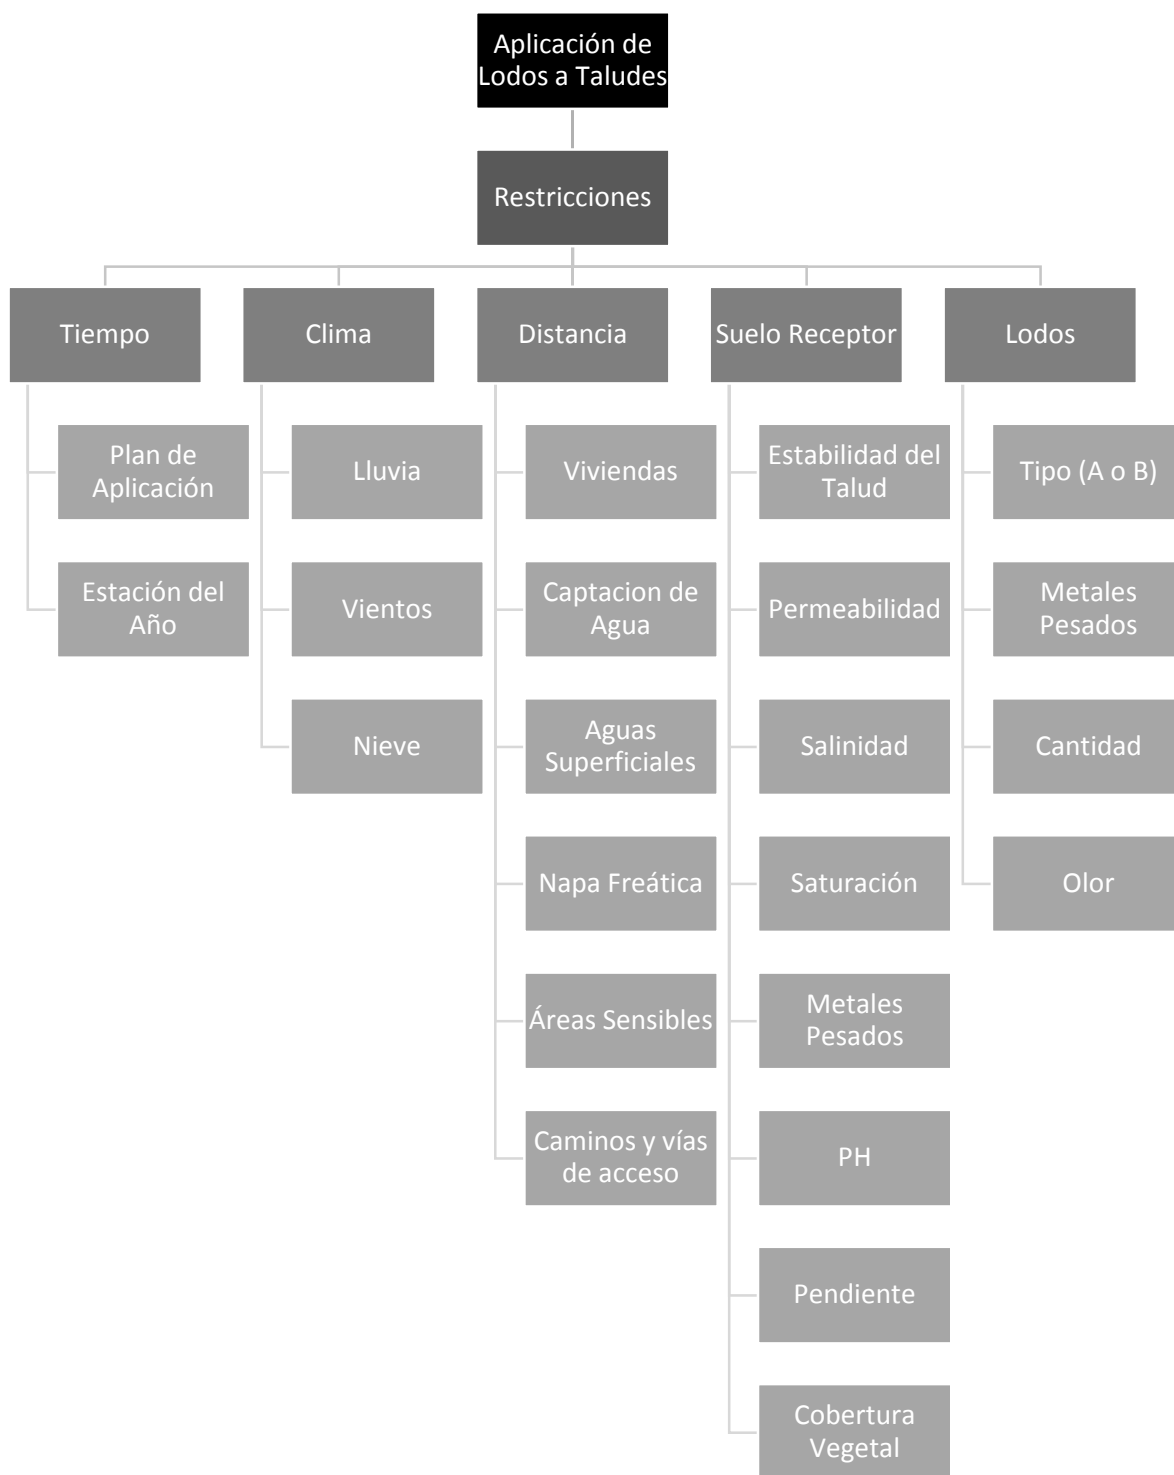 Aplicación de
Lodos a Taludes
Restricciones
Tiempo
Plan de
Aplicación
Estación del
Año
Clima
Lluvia
Vientos
Nieve
Distancia
Viviendas
Captacion de
Agua
Aguas
Superficiales
Napa Freática
Áreas Sensibles
Caminos y vías
de acceso
Suelo Receptor
Estabilidad del
Talud
Permeabilidad
Salinidad
Saturación
Metales
Pesados
PH
Pendiente
Cobertura
Vegetal
Lodos
Tipo (A o B)
Metales
Pesados
Cantidad
Olor